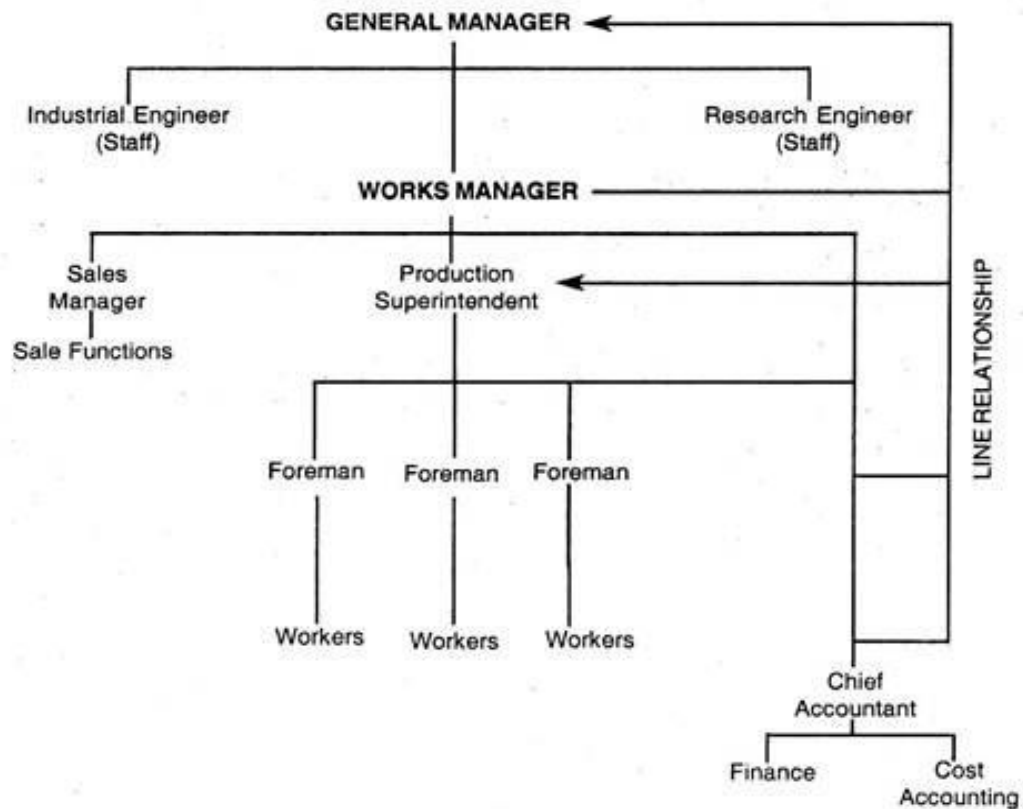 GENERAL MANAGER
Industrial Engineer
(Staff)
Research Engineer
(Staff)
WORKS MANAGER
Sales
Manager
Production
Superintendent
Sale Functions
LINE RELATIONSHIP
Foreman
Foreman
Foreman
Workers
Workers
Workers
Chief
Accountant
Finance
Cost
Accounting